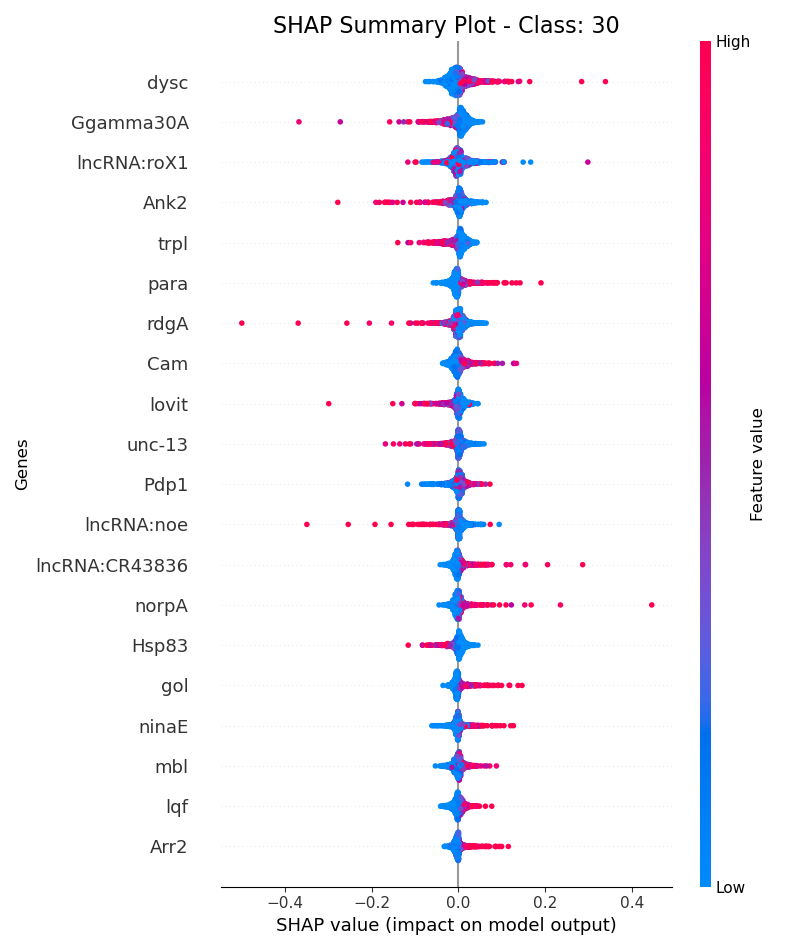 SHAP Summary Plot - Class: 30
High
dysc
Ggamma30A
lncRNA:roX1
Ank2
trpl
para
rdgA
Cam
lovit
unc-13
Pdp1
lncRNA:noe
lncRNA:CR43836
norpA
Hsp83
gol
ninaE
mbl
lqf
Arr2
Genes
Feature value
Low
−0.4 −0.2 0.0 0.2 0.4
SHAP value (impact on model output)